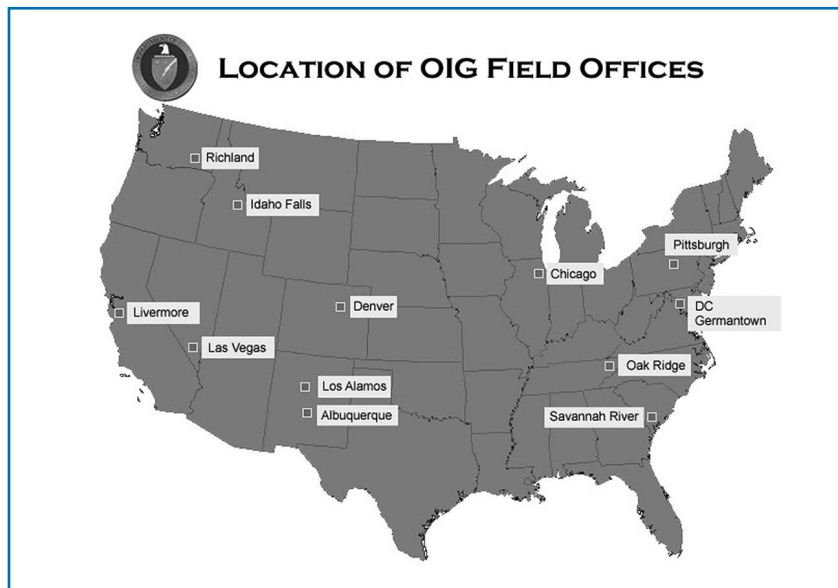 LOCATION OF OIG FIELD OFFICES
Richland
Idaho Falls
Pittsburgh
Chicago
Livermore
Denver
DC
Germantown
Las Vegas
Oak Ridge
Los Alamos
Albuquerque
Savannah River